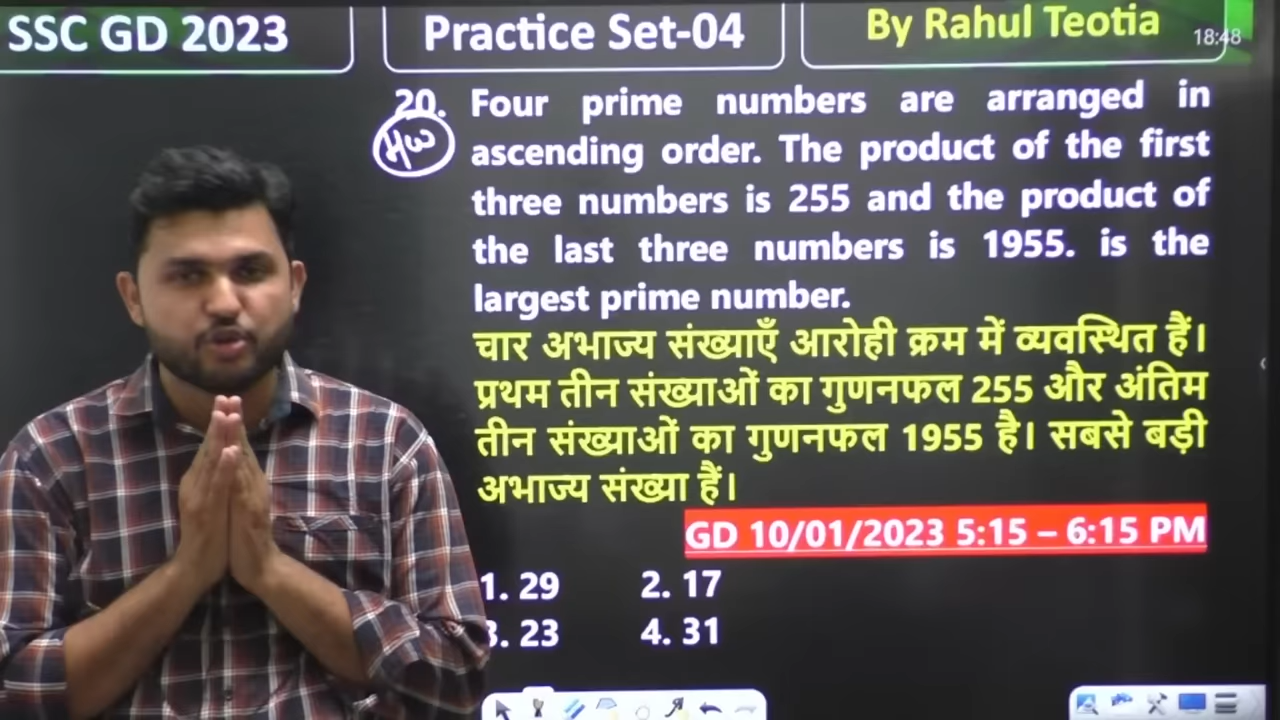 SSC GD 2023
Practice Set-04
By Rahul Teotia
18:48
20.
HW
Four prime numbers are arranged in
ascending order. The product of the first
three numbers is 255 and the product of
the last three numbers is 1955. is the
largest prime number.
चार अभाज्य संख्याएँ आरोही क्रम में व्यवस्थित हैं।
प्रथम तीन संख्याओं का गुणनफल 255 और अंतिम
तीन संख्याओं का गुणनफल 1955 है। सबसे बड़ी
अभाज्य संख्या हैं।
GD 10/01/2023 5:15 – 6:15 PM
1. 29 2. 17
3. 23 4. 31